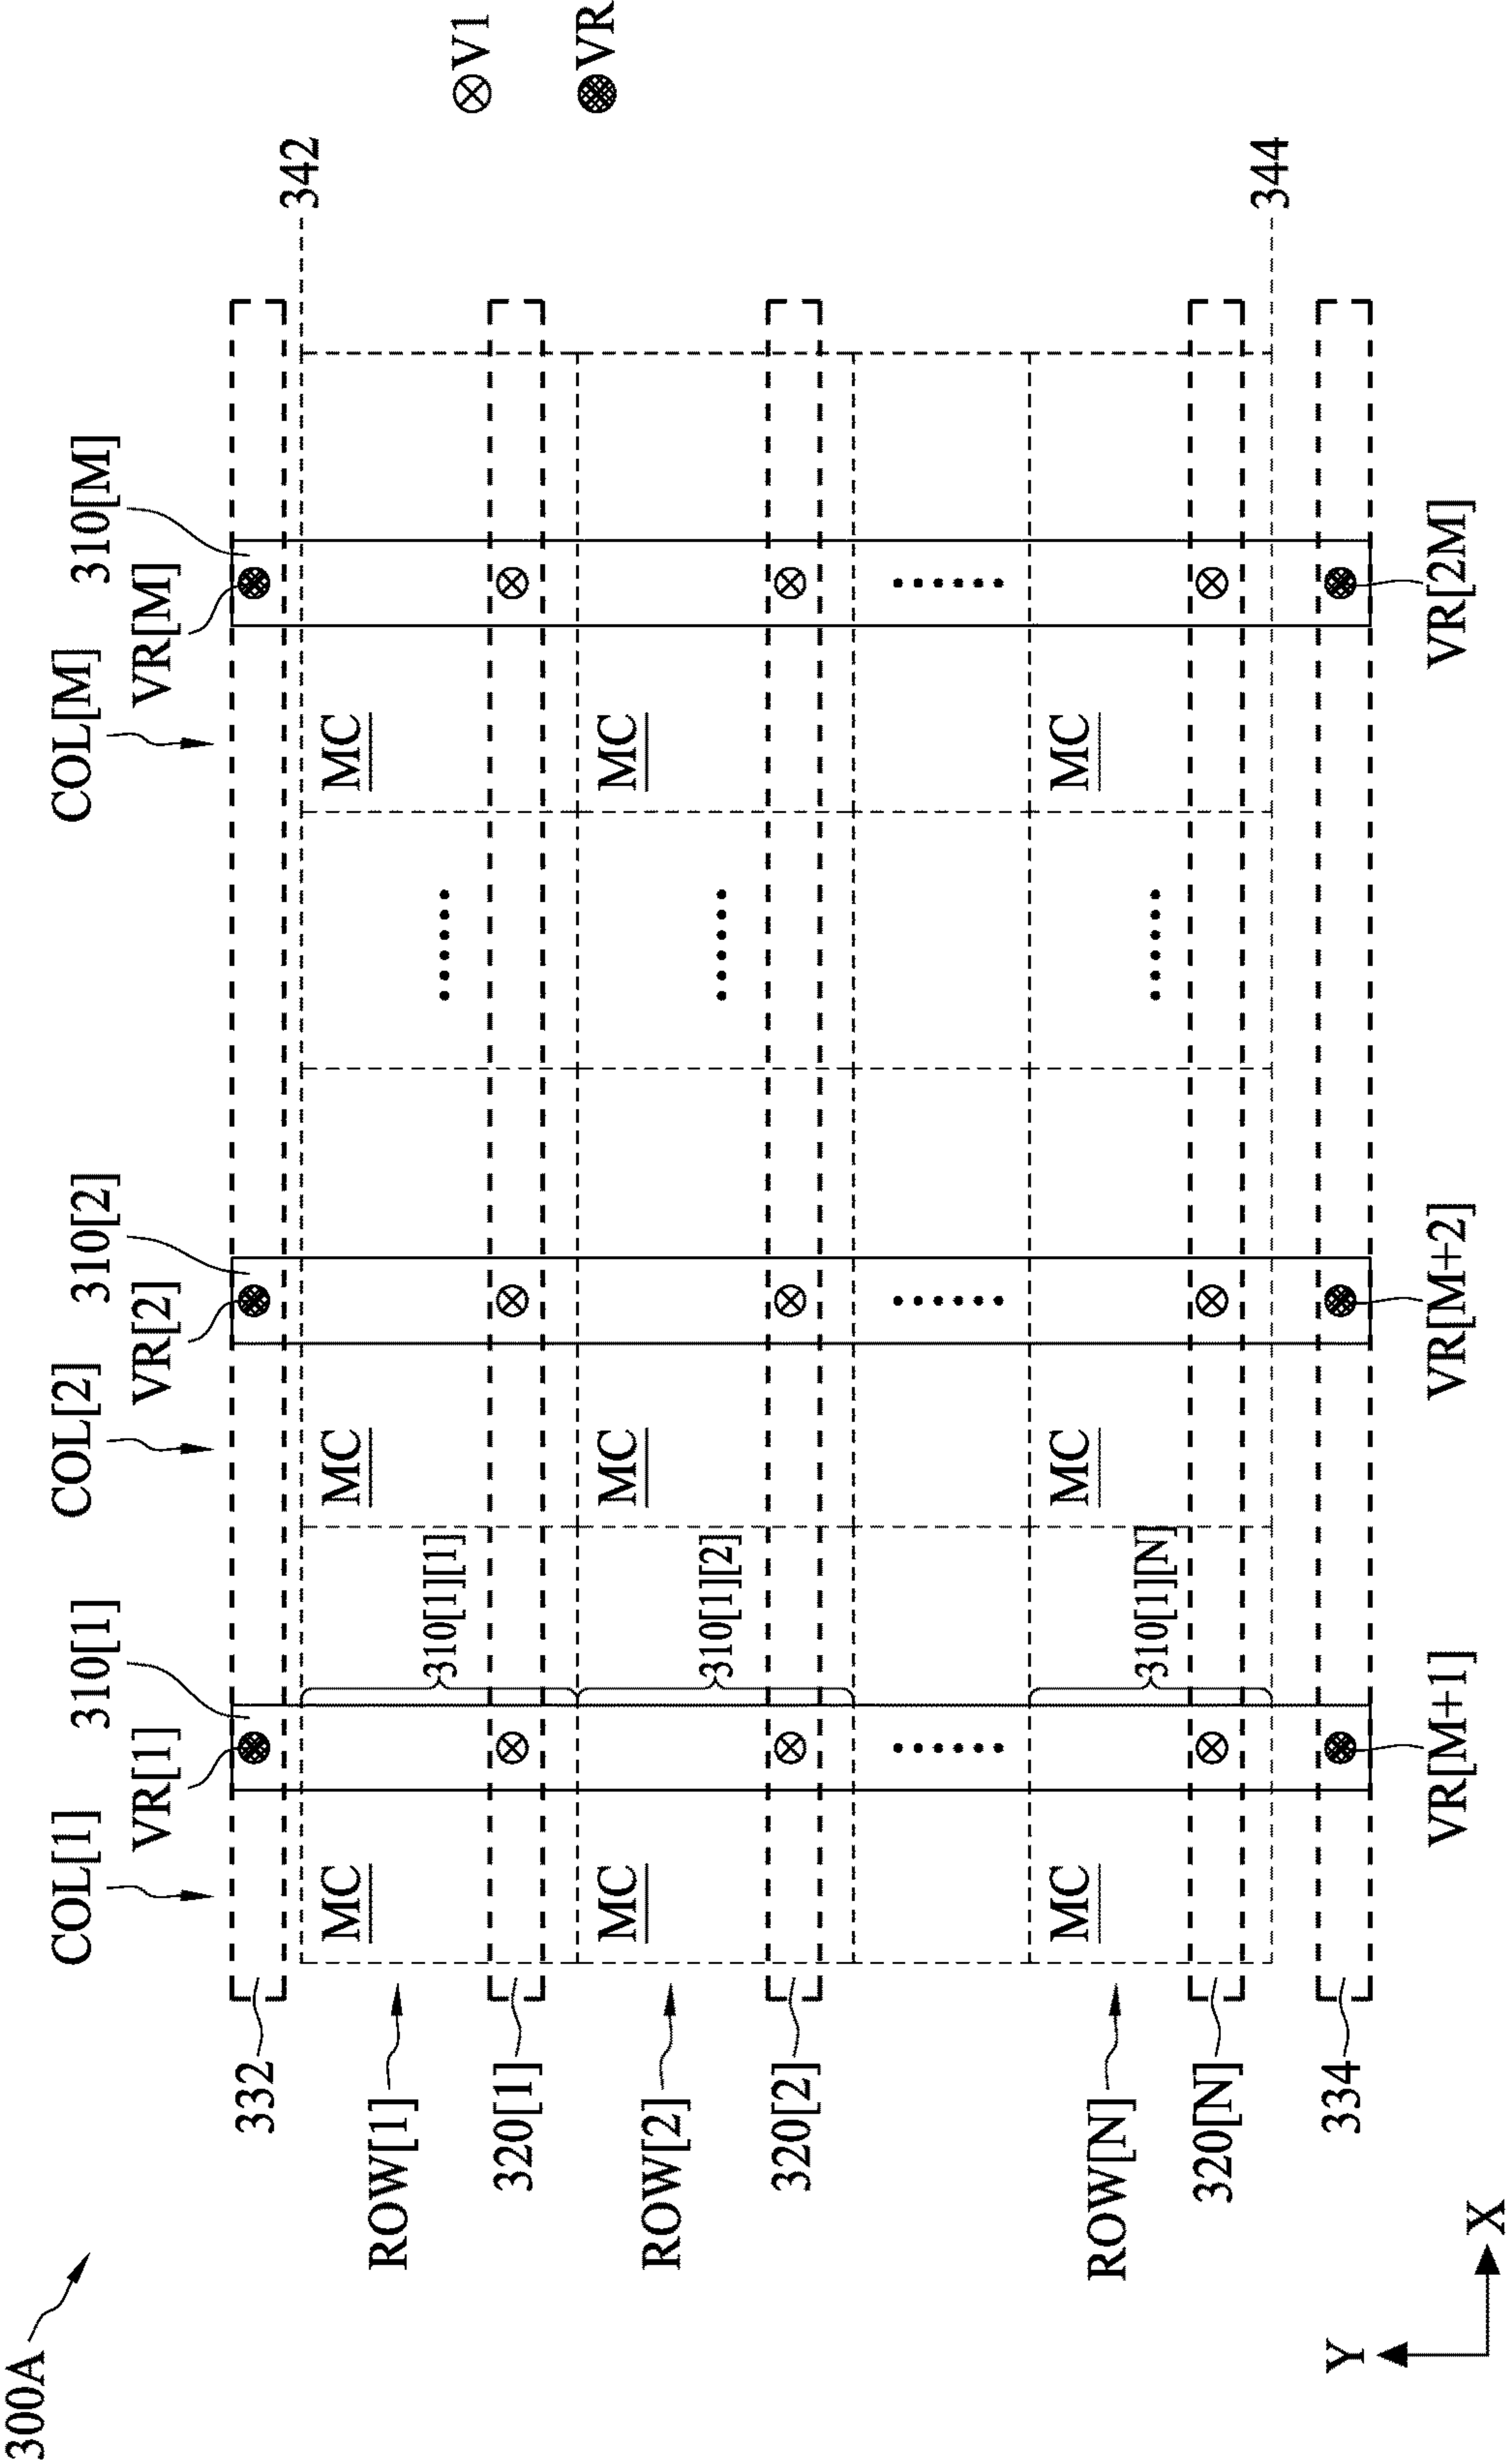 300A
COL[1]
COL[2]
COL[M]
VR[1]
310[1]
VR[2]
310[2]
VR[M]
310[M]
332
342
ROW[1]
MC
MC
MC
310[1][1]
320[1]
V1
VR
ROW[2]
MC
MC
MC
310[1][2]
320[2]
ROW[N]
MC
MC
MC
310[1][N]
320[N]
344
334
VR[M+1]
VR[M+2]
VR[2M]
Y
X